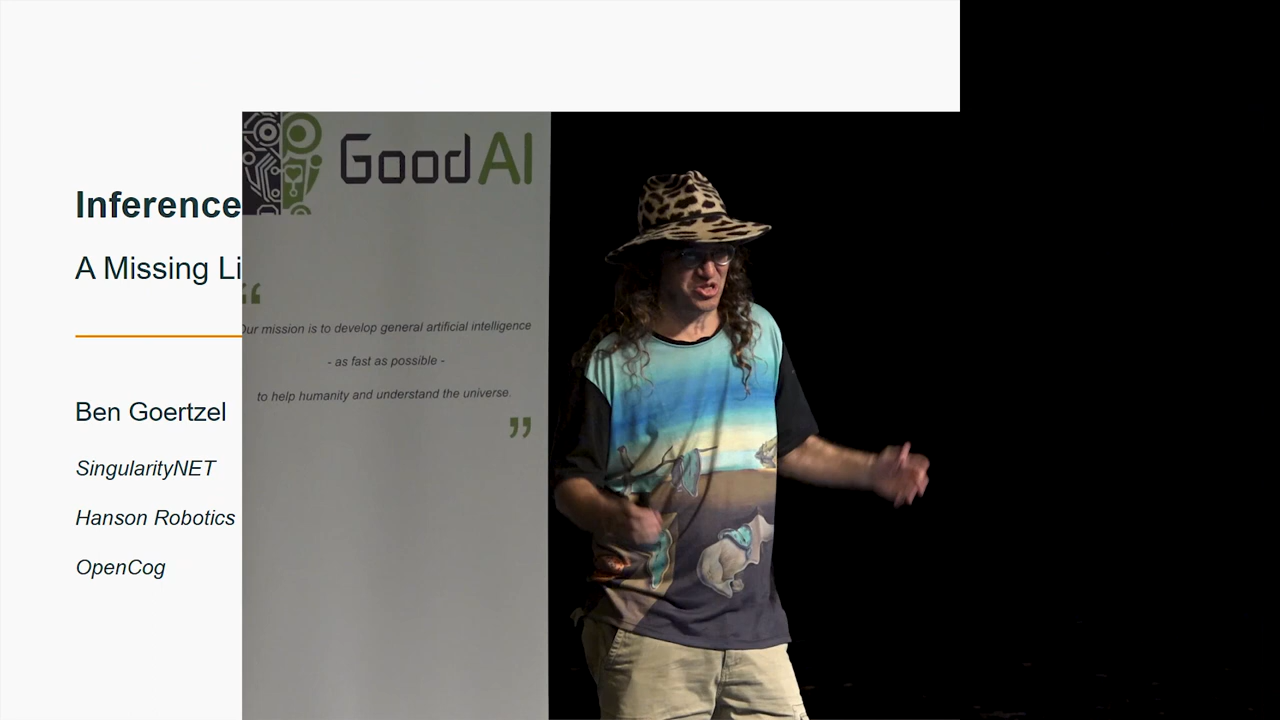 Inference
A Missing Li
Ben Goertzel
SingularityNET
Hanson Robotics
OpenCog
GoodAI
“
Our mission is to develop general artificial intelligence
- as fast as possible -
to help humanity and understand the universe.
”